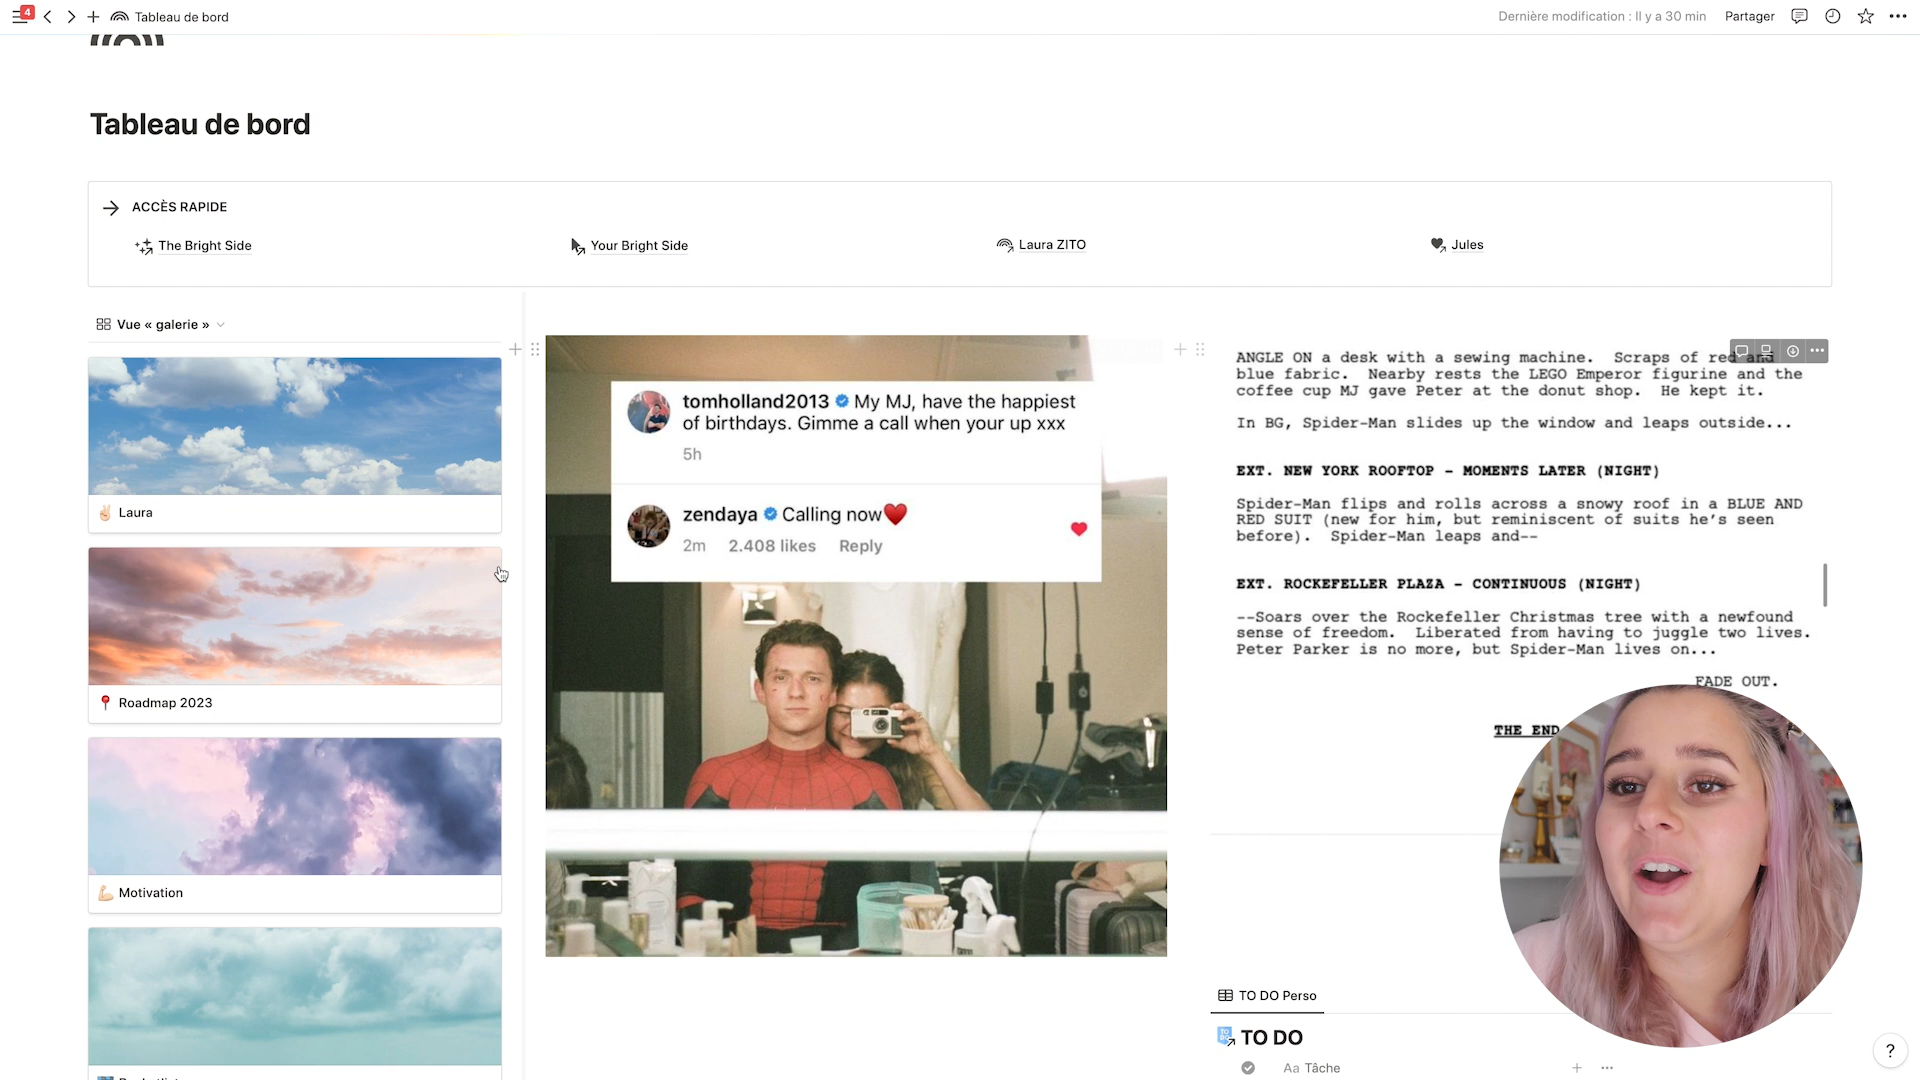 4
Tableau de bord
Dernière modification : Il y a 30 min
Partager
Tableau de bord
ACCÈS RAPIDE
The Bright Side
Your Bright Side
Laura ZITO
Jules
Vue « galerie »
Laura
Roadmap 2023
Motivation
tomholland2013 My MJ, have the happiest
of birthdays. Gimme a call when your up xxx
5h
zendaya Calling now
2m 2.408 likes Reply
ANGLE ON a desk with a sewing machine. Scraps of red and
blue fabric. Nearby rests the LEGO Emperor figurine and the
coffee cup MJ gave Peter at the donut shop. He kept it.
In BG, Spider-Man slides up the window and leaps outside...
EXT. NEW YORK ROOFTOP - MOMENTS LATER (NIGHT)
Spider-Man flips and rolls across a snowy roof in a BLUE AND
RED SUIT (new for him, but reminiscent of suits he's seen
before). Spider-Man leaps and--
EXT. ROCKEFELLER PLAZA - CONTINUOUS (NIGHT)
--Soars over the Rockefeller Christmas tree with a newfound
sense of freedom. Liberated from having to juggle two lives.
Peter Parker is no more, but Spider-Man lives on...
FADE OUT.
THE END
TO DO Perso
TO DO
Aa Tâche
?